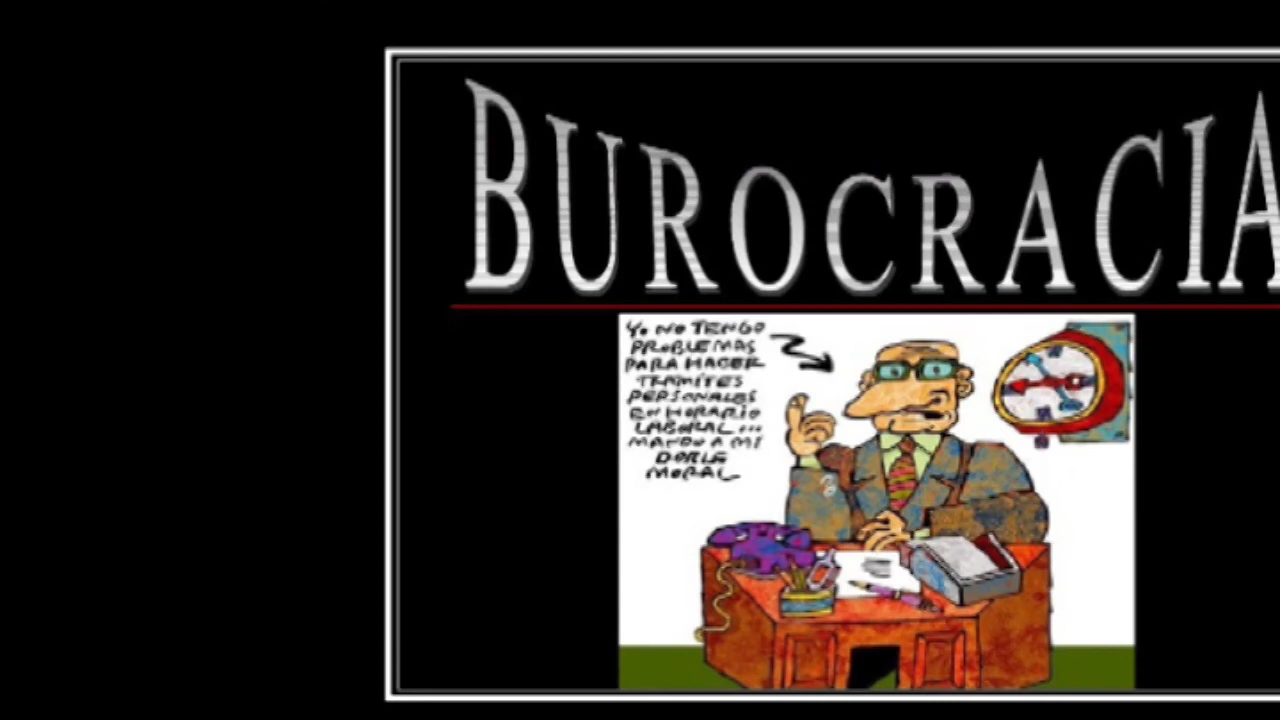 BUROCRACIA
YO NO TENGO
PROBLEMAS
PARA HACER
TRAMITES
PERSONALES
EN HORARIO
LABORAL...
MANDO A MI
DOBLE
MORAL